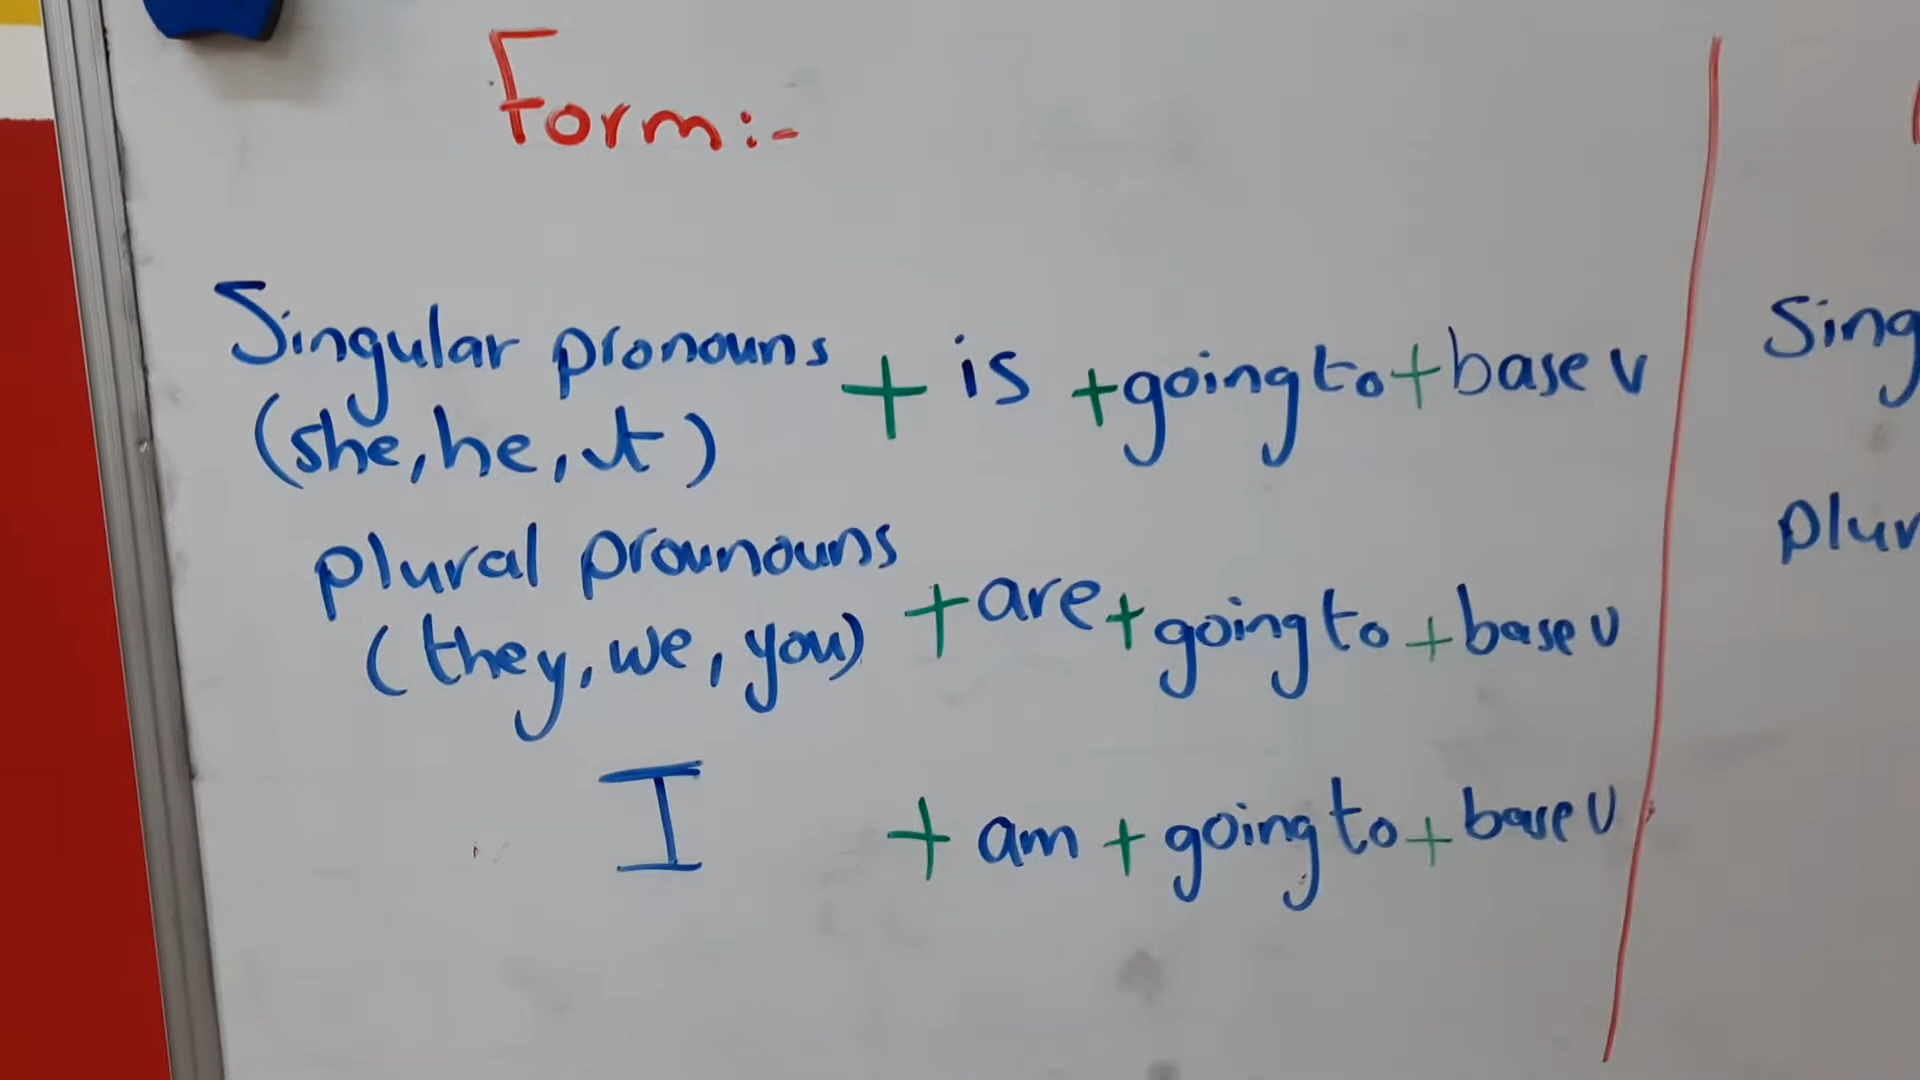 Form:-
Singular pronouns + is + going to + base v
(she, he, it)
plural prounouns
(they, we, you) + are + going to + base v
I + am + going to + base v
Sing
plur